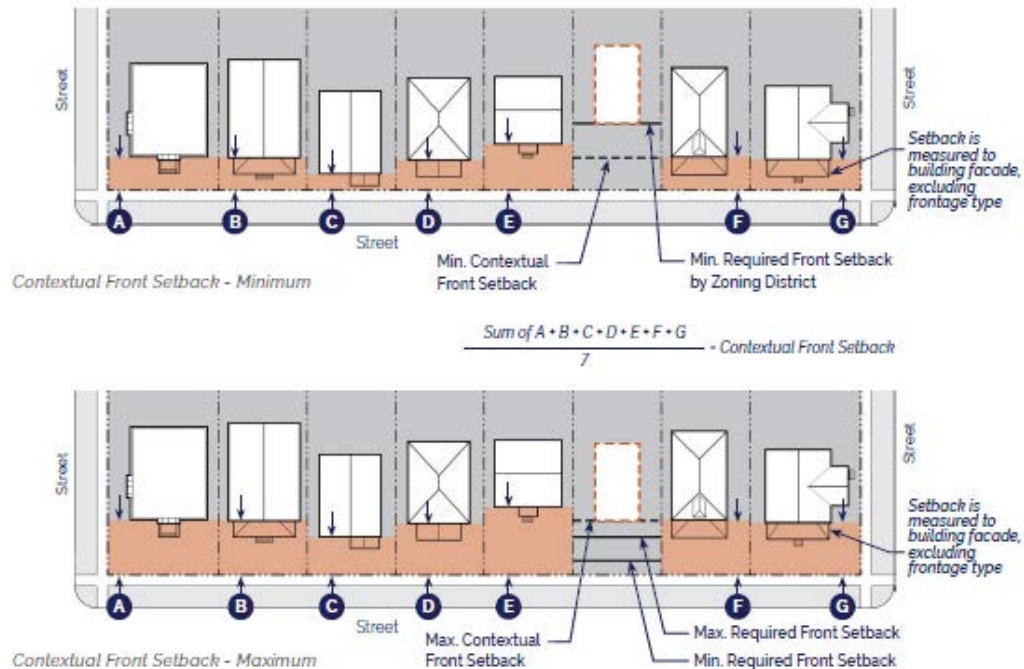 Street
Street
Setback is
measured to
building facade,
excluding
frontage type
A
B
C
D
E
F
G
Street
Min. Contextual
Front Setback
Min. Required Front Setback
by Zoning District
Contextual Front Setback - Minimum
Sum of A + B + C + D + E + F + G
7
= Contextual Front Setback
Street
Street
Setback is
measured to
building facade,
excluding
frontage type
A
B
C
D
E
F
G
Street
Max. Contextual
Front Setback
Max. Required Front Setback
Min. Required Front Setback
Contextual Front Setback - Maximum